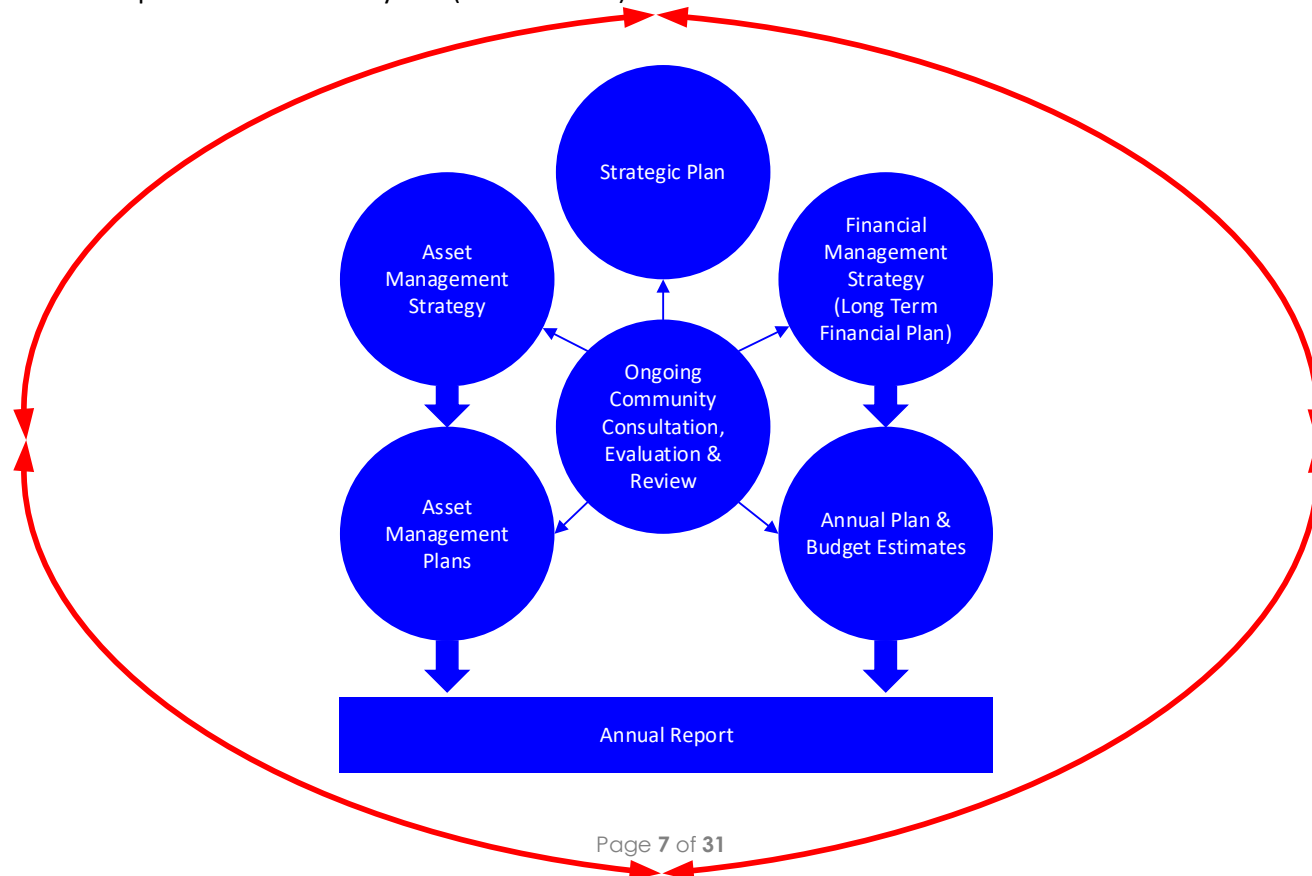 Strategic Plan
Asset
Management
Strategy
Financial
Management
Strategy
(Long Term
Financial Plan)
Ongoing
Community
Consultation,
Evaluation &
Review
Asset
Management
Plans
Annual Plan &
Budget Estimates
Annual Report
Page 7 of 31